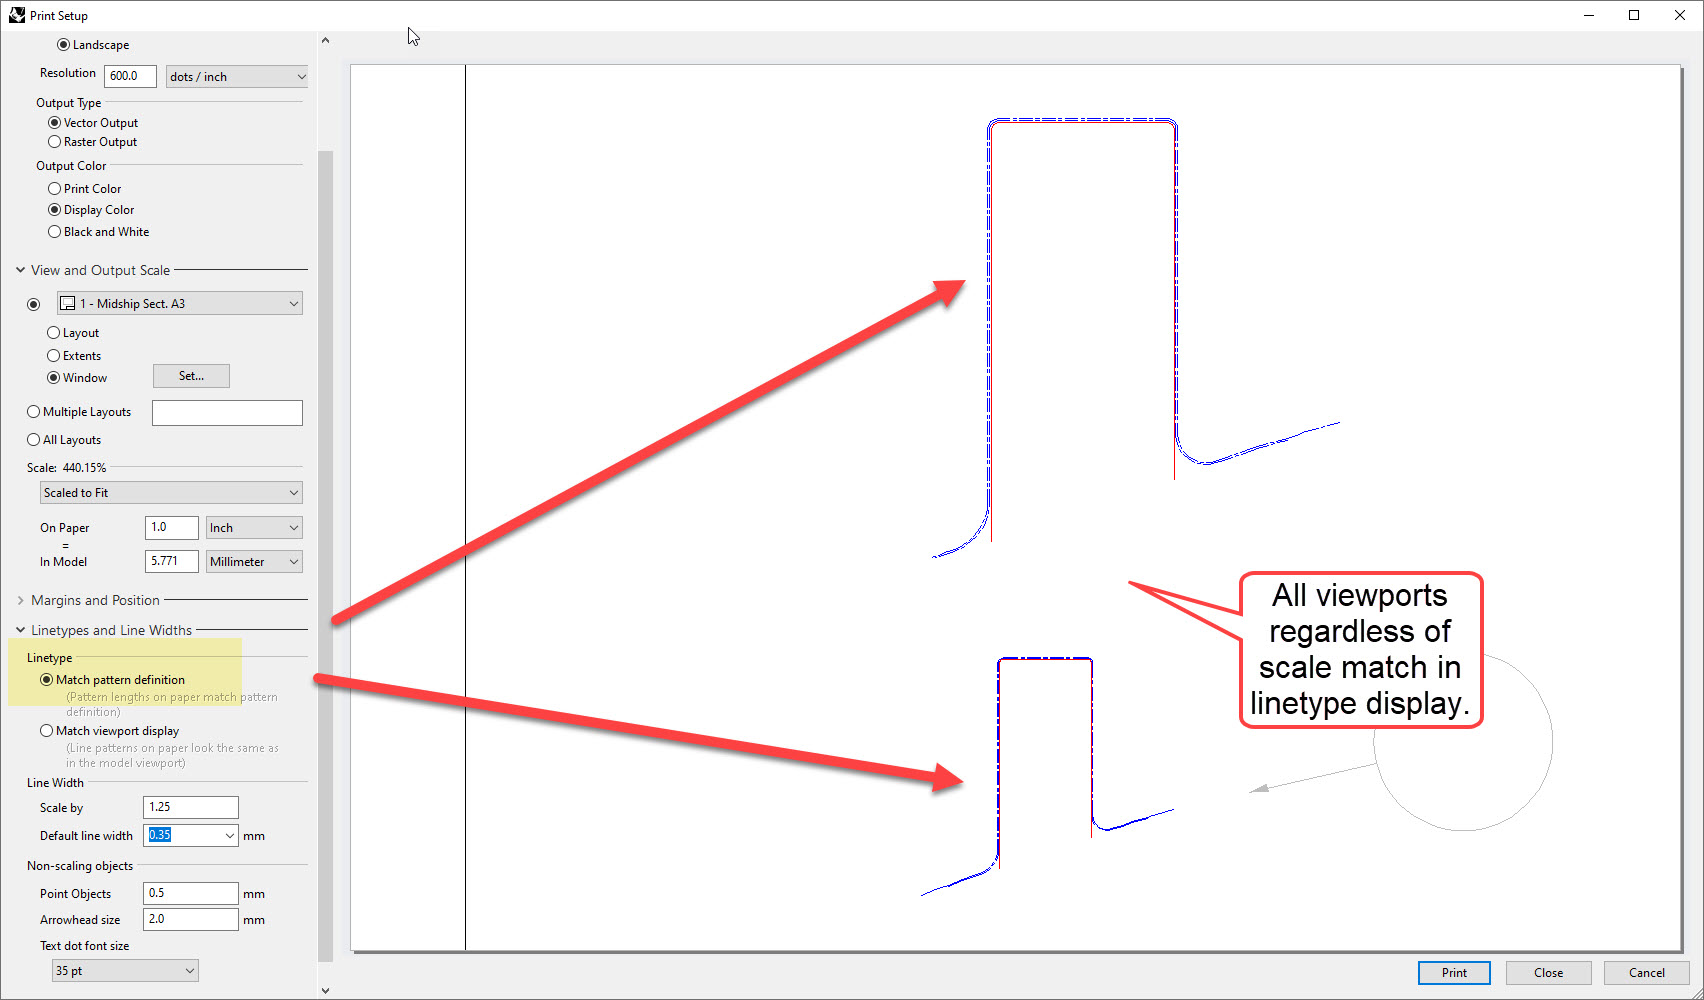 Print Setup
Landscape
Resolution 600.0 dots / inch
Output Type
Vector Output
Raster Output
Output Color
Print Color
Display Color
Black and White
View and Output Scale
1 - Midship Sect. A3
Layout
Extents
Window Set...
Multiple Layouts
All Layouts
Scale: 440.15%
Scaled to Fit
On Paper 1.0 Inch
=
In Model 5.771 Millimeter
Margins and Position
Linetypes and Line Widths
Linetype
Match pattern definition
(Pattern lengths on paper match pattern
definition)
Match viewport display
(Line patterns on paper look the same as
in the model viewport)
Line Width
Scale by 1.25
Default line width 0.35 mm
Non-scaling objects
Point Objects 0.5 mm
Arrowhead size 2.0 mm
Text dot font size
35 pt
All viewports
regardless of
scale match in
linetype display.
Print Close Cancel